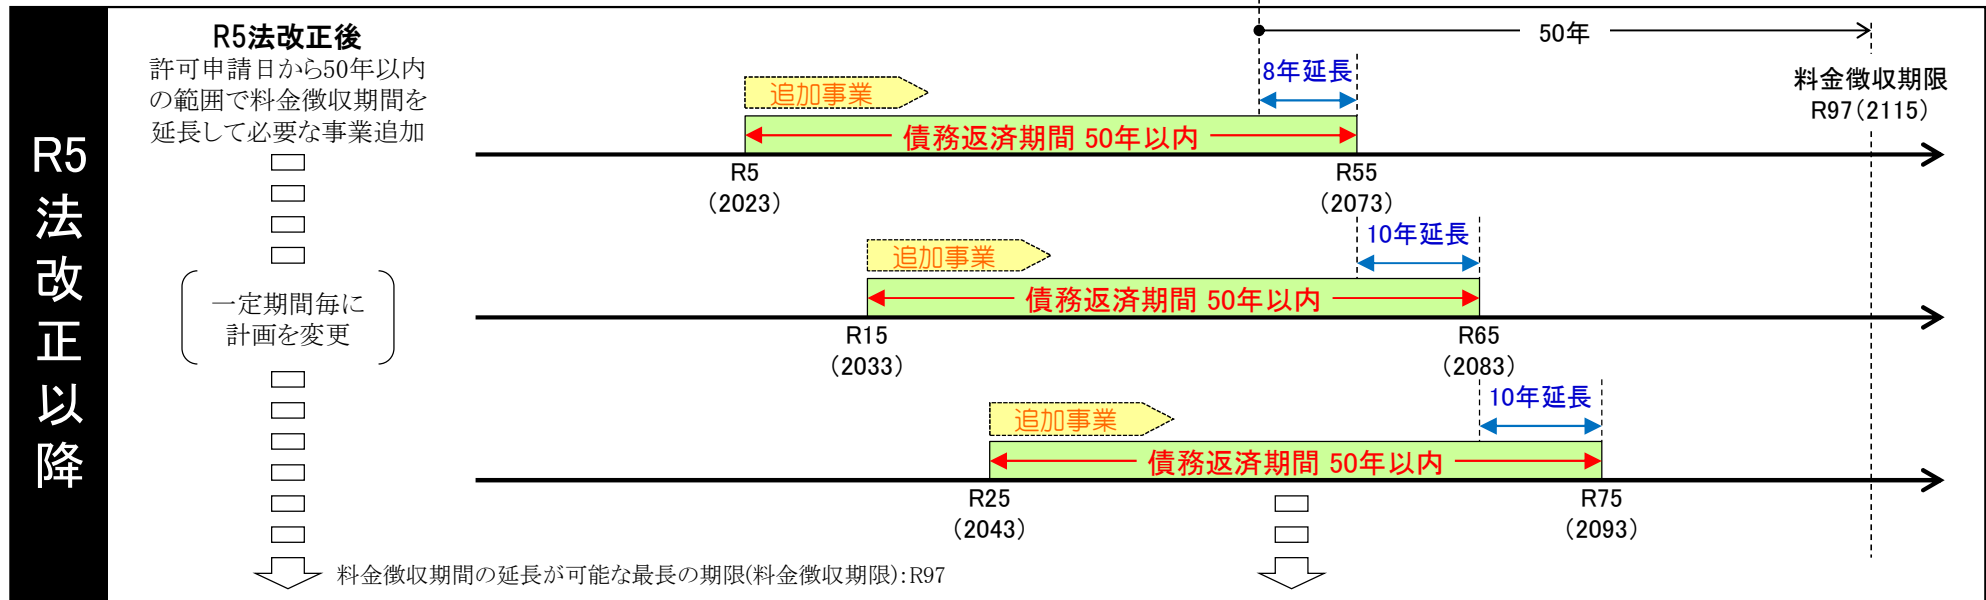 R5法改正以降
R5法改正後
許可申請日から50年以内
の範囲で料金徴収期間を
延長して必要な事業追加
一定期間毎に
計画を変更
50年
料金徴収期限
R97(2115)
8年延長
追加事業
債務返済期間 50年以内
R5
(2023)
R55
(2073)
10年延長
追加事業
債務返済期間 50年以内
R15
(2033)
R65
(2083)
10年延長
追加事業
債務返済期間 50年以内
R25
(2043)
R75
(2093)
料金徴収期間の延長が可能な最長の期限(料金徴収期限):R97